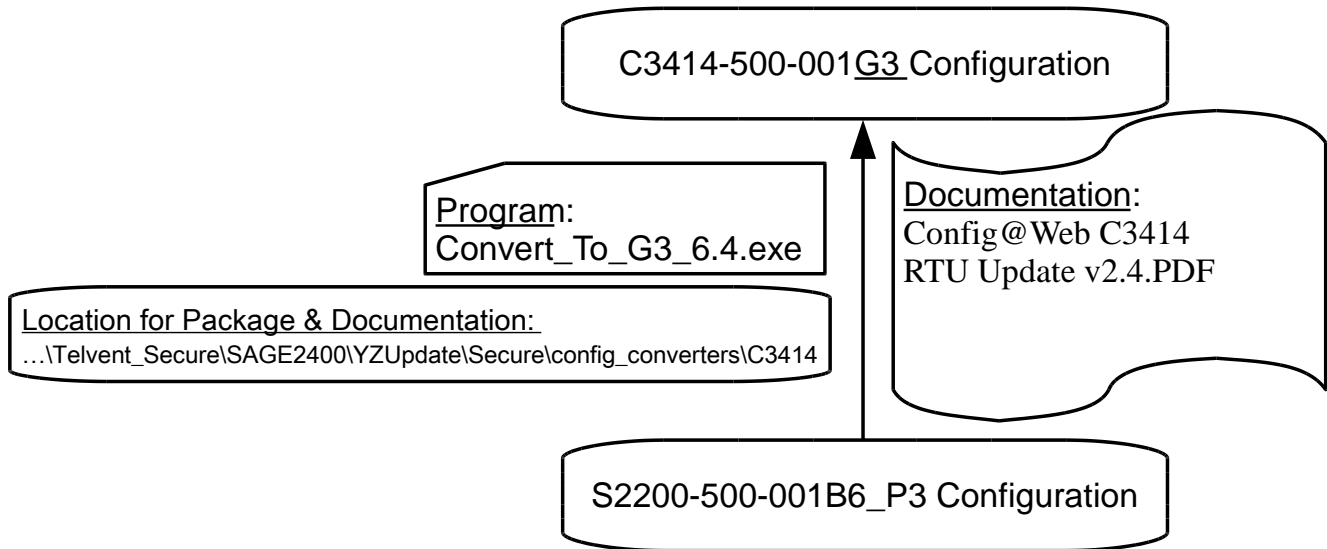 C3414-500-001G3 Configuration
Program:
Convert_To_G3_6.4.exe
Documentation:
Config@Web C3414
RTU Update v2.4.PDF
Location for Package & Documentation:
…\Telvent_Secure\SAGE2400\YZUpdate\Secure\config_converters\C3414
S2200-500-001B6_P3 Configuration